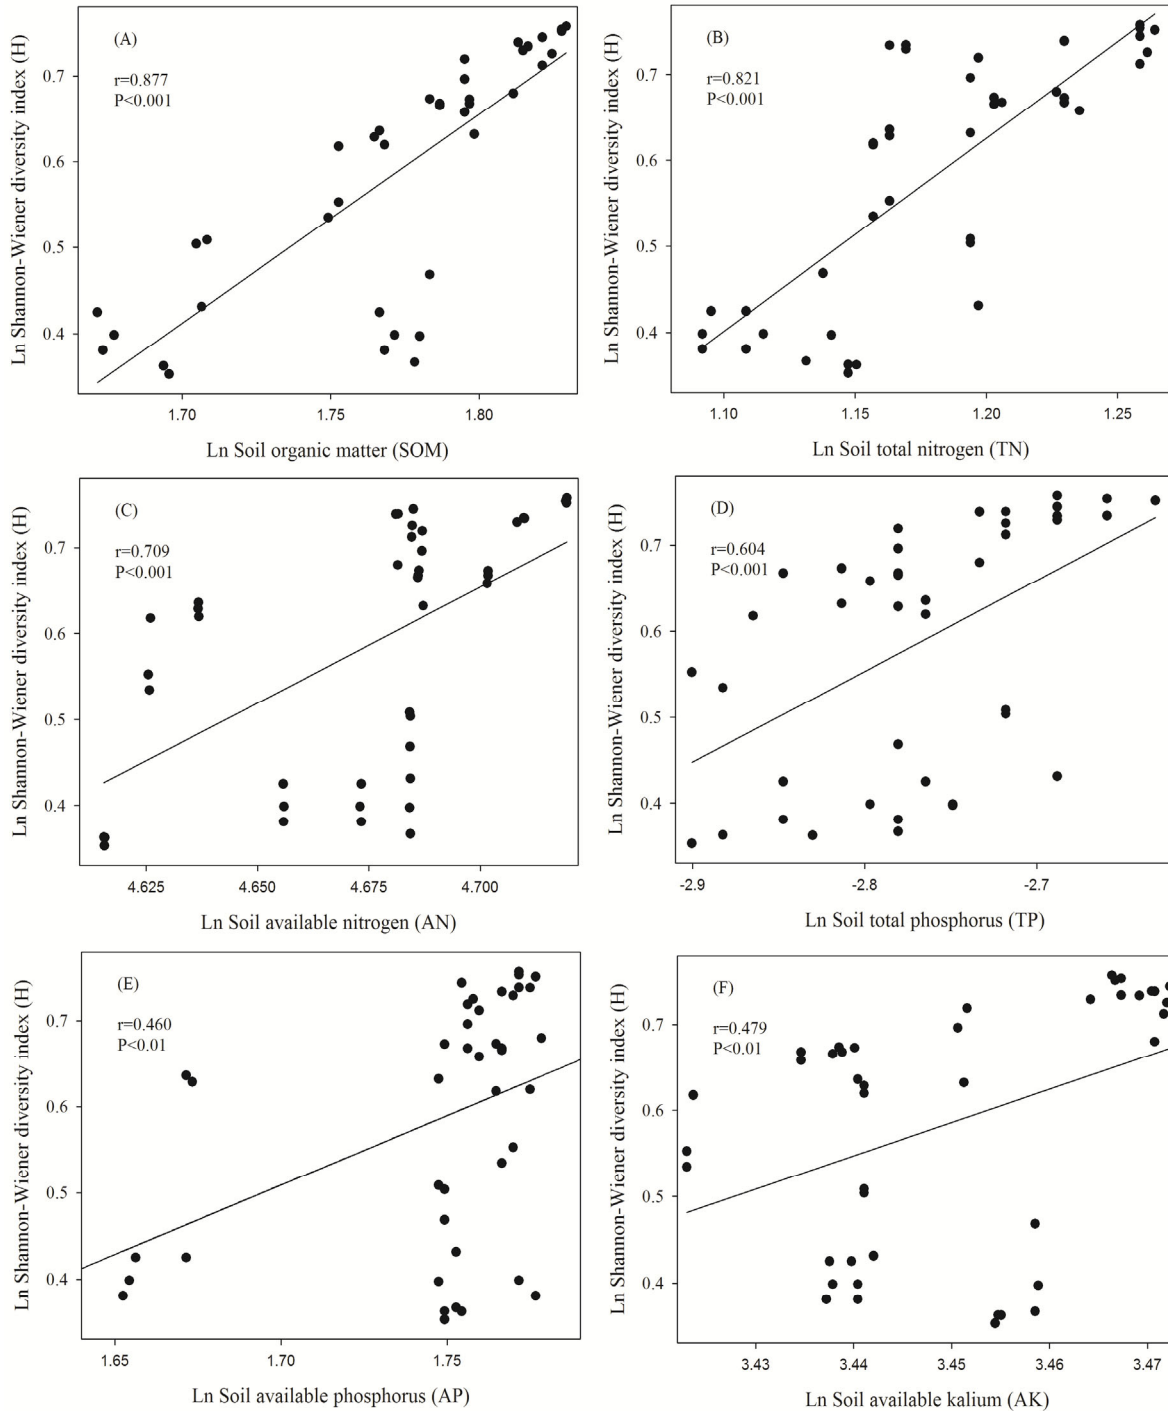 (A)
r=0.877
P<0.001
Ln Shannon-Wiener diversity index (H)
0.7
0.6
0.5
0.4
1.70 1.75 1.80
Ln Soil organic matter (SOM)
(B)
r=0.821
P<0.001
Ln Shannon-Wiener diversity index (H)
0.7
0.6
0.5
0.4
1.10 1.15 1.20 1.25
Ln Soil total nitrogen (TN)
(C)
r=0.709
P<0.001
Ln Shannon-Wiener diversity index (H)
0.7
0.6
0.5
0.4
4.625 4.650 4.675 4.700
Ln Soil available nitrogen (AN)
(D)
r=0.604
P<0.001
Ln Shannon-Wiener diversity index (H)
0.7
0.6
0.5
0.4
-2.9 -2.8 -2.7
Ln Soil total phosphorus (TP)
(E)
r=0.460
P<0.01
Ln Shannon-Wiener diversity index (H)
0.7
0.6
0.5
0.4
1.65 1.70 1.75
Ln Soil available phosphorus (AP)
(F)
r=0.479
P<0.01
Ln Shannon-Wiener diversity index (H)
0.7
0.6
0.5
0.4
3.43 3.44 3.45 3.46 3.47
Ln Soil available kalium (AK)